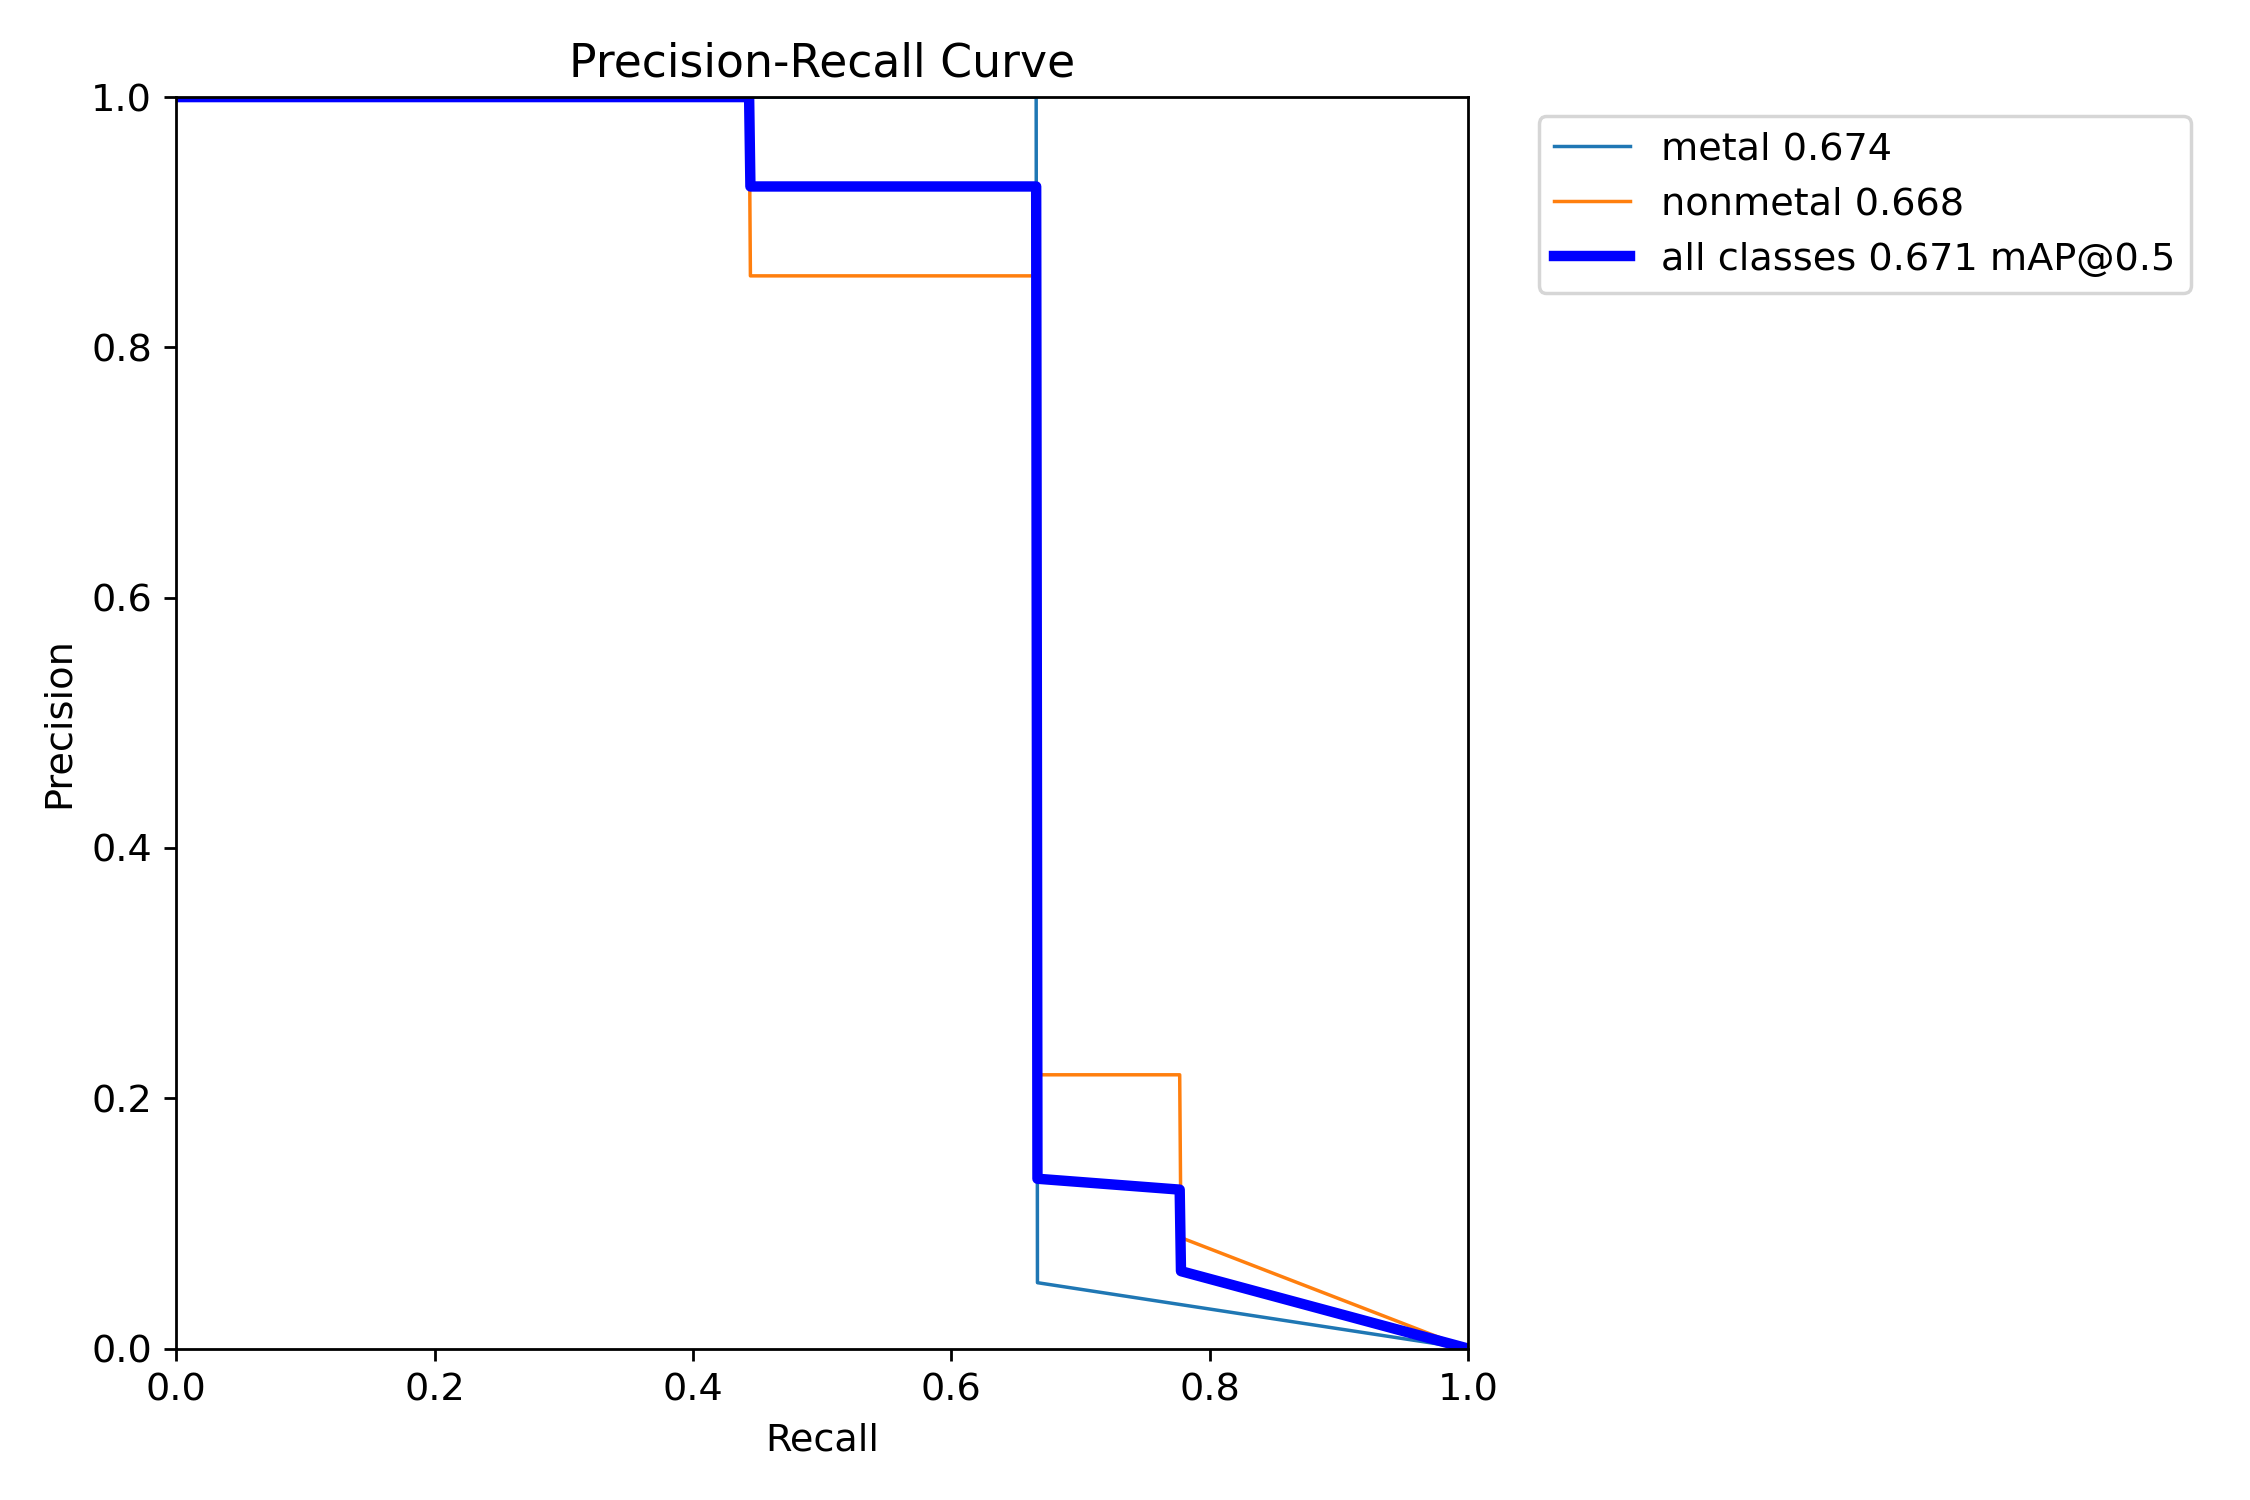 Precision-Recall Curve
1.0
0.8
0.6
0.4
0.2
0.0
Precision
0.0 0.2 0.4 0.6 0.8 1.0
Recall
metal 0.674
nonmetal 0.668
all classes 0.671 mAP@0.5